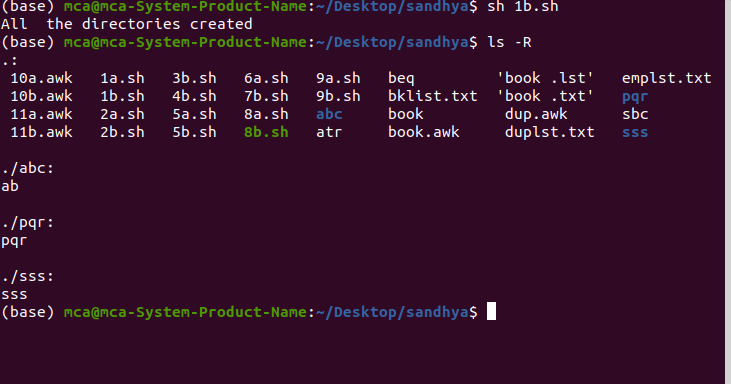 (base) mca@mca-System-Product-Name:~/Desktop/sandhya$ sh 1b.sh
All  the directories created
(base) mca@mca-System-Product-Name:~/Desktop/sandhya$ ls -R
.:
 10a.awk   1a.sh   3b.sh   6a.sh   9a.sh   beq          'book .lst'   emplst.txt
 10b.awk   1b.sh   4b.sh   7b.sh   9b.sh   bklist.txt   'book .txt'   pqr
 11a.awk   2a.sh   5a.sh   8a.sh   abc     book          dup.awk      sbc
 11b.awk   2b.sh   5b.sh   8b.sh   atr     book.awk      duplst.txt   sss
./abc:
ab
./pqr:
pqr
./sss:
sss
(base) mca@mca-System-Product-Name:~/Desktop/sandhya$